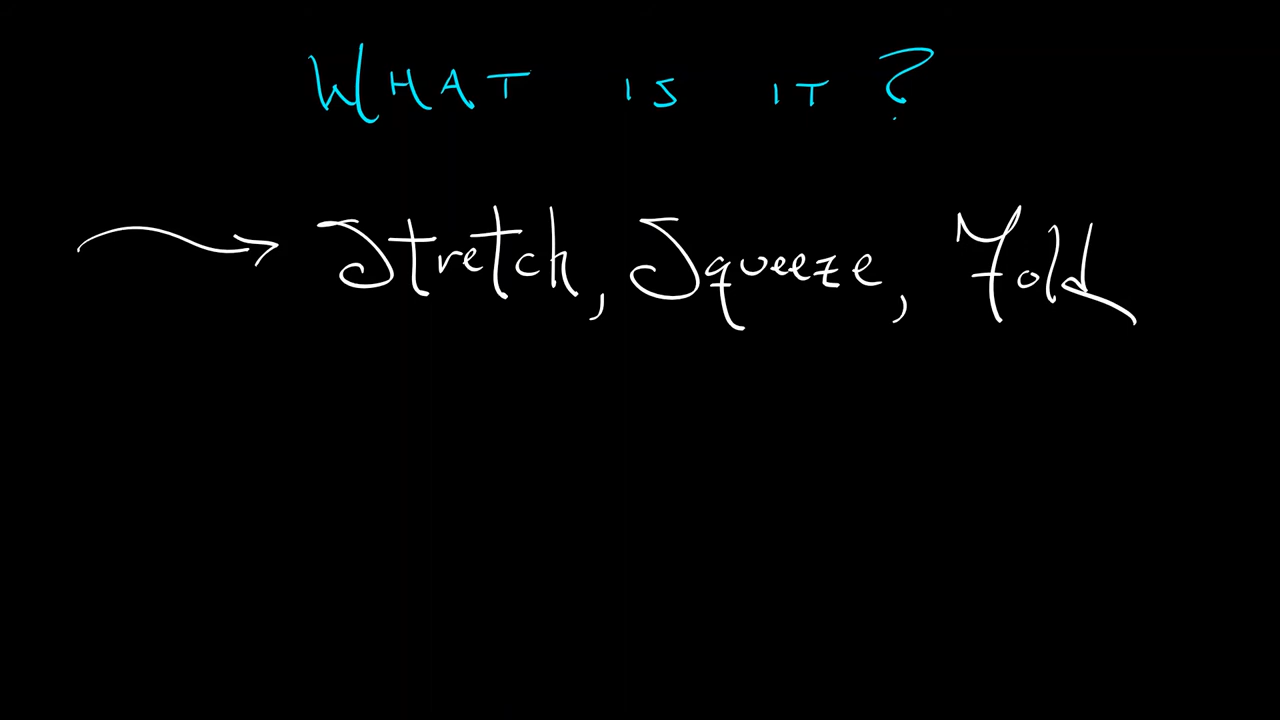 WHAT IS IT?
Stretch, Squeeze, Fold